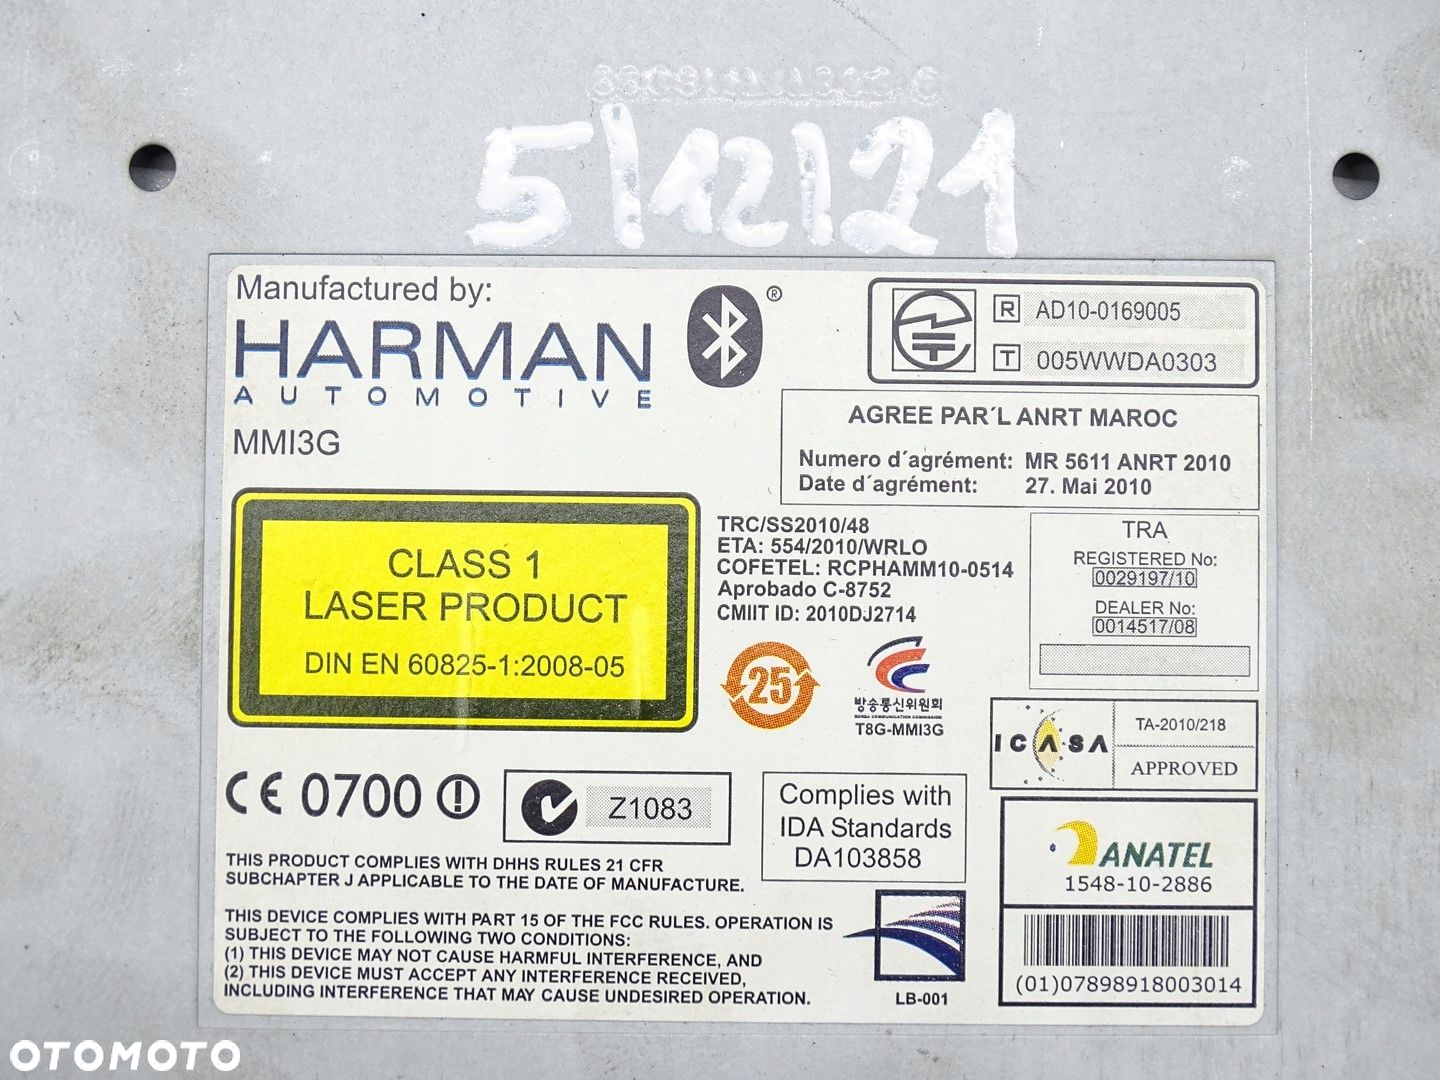 5/12/21
Manufactured by:
HARMAN
AUTOMOTIVE
MMI3G
®
R AD10-0169005
T 005WWDA0303
AGREE PAR´L ANRT MAROC
Numero d´agrément: MR 5611 ANRT 2010
Date d´agrément: 27. Mai 2010
CLASS 1
LASER PRODUCT
DIN EN 60825-1:2008-05
TRC/SS2010/48
ETA: 554/2010/WRLO
COFETEL: RCPHAMM10-0514
Aprobado C-8752
CMIIT ID: 2010DJ2714
TRA
REGISTERED No:
0029197/10
DEALER No:
0014517/08
25
방송통신위원회
KOREA COMMUNICATIONS COMMISSION
T8G-MMI3G
ICASA
TA-2010/218
APPROVED
CE 0700
Z1083
Complies with
IDA Standards
DA103858
ANATEL
1548-10-2886
(01)07898918003014
THIS PRODUCT COMPLIES WITH DHHS RULES 21 CFR
SUBCHAPTER J APPLICABLE TO THE DATE OF MANUFACTURE.
THIS DEVICE COMPLIES WITH PART 15 OF THE FCC RULES. OPERATION IS
SUBJECT TO THE FOLLOWING TWO CONDITIONS:
(1) THIS DEVICE MAY NOT CAUSE HARMFUL INTERFERENCE, AND
(2) THIS DEVICE MUST ACCEPT ANY INTERFERENCE RECEIVED,
INCLUDING INTERFERENCE THAT MAY CAUSE UNDESIRED OPERATION.
LB-001
OTOMOTO